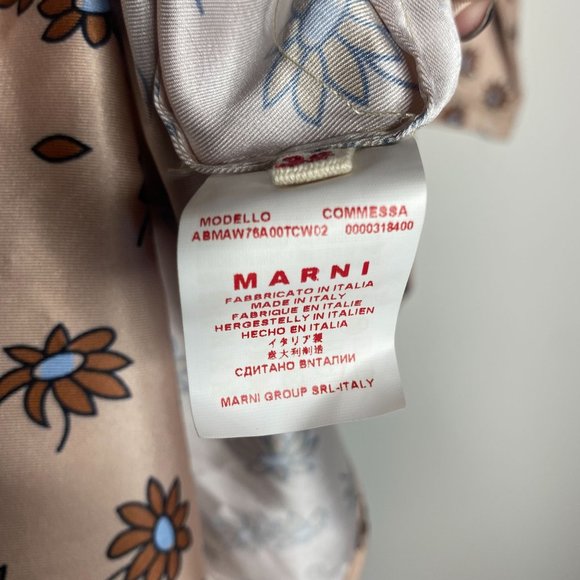 MODELLO COMMESSA
ABMAW76A00TCW02 0000318400
MARNI
FABBRICATO IN ITALIA
MADE IN ITALY
FABRIQUE EN ITALIE
HERGESTELLY IN ITALIEN
HECHO EN ITALIA
イタリア製
意大利制造
СДИТАНО ВНТАЛИИ
MARNI GROUP SRL-ITALY